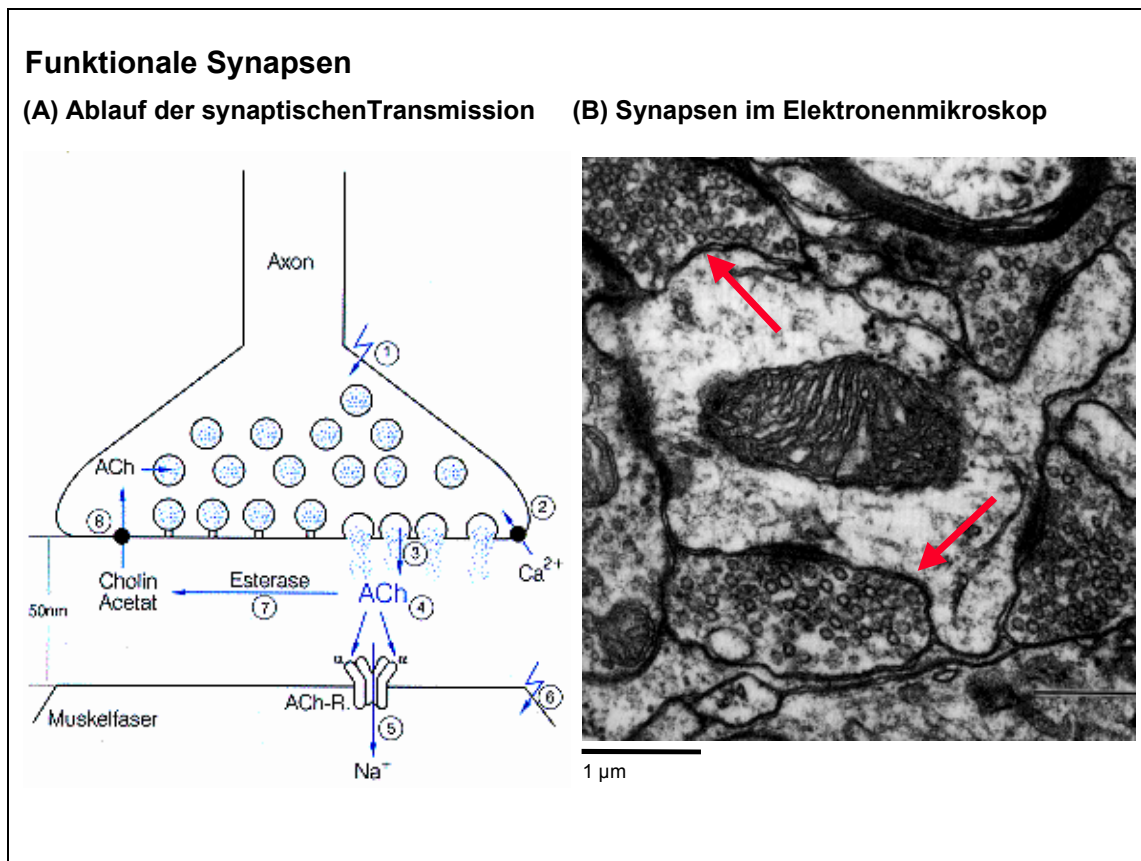 Funktionale Synapsen
(A) Ablauf der synaptischenTransmission
(B) Synapsen im Elektronenmikroskop
Axon
1
ACh
8
2
3
Ca²⁺
Cholin
Acetat
Esterase
7
ACh 4
50nm
α α
ACh-R.
6
Muskelfaser
5
Na⁺
1 µm